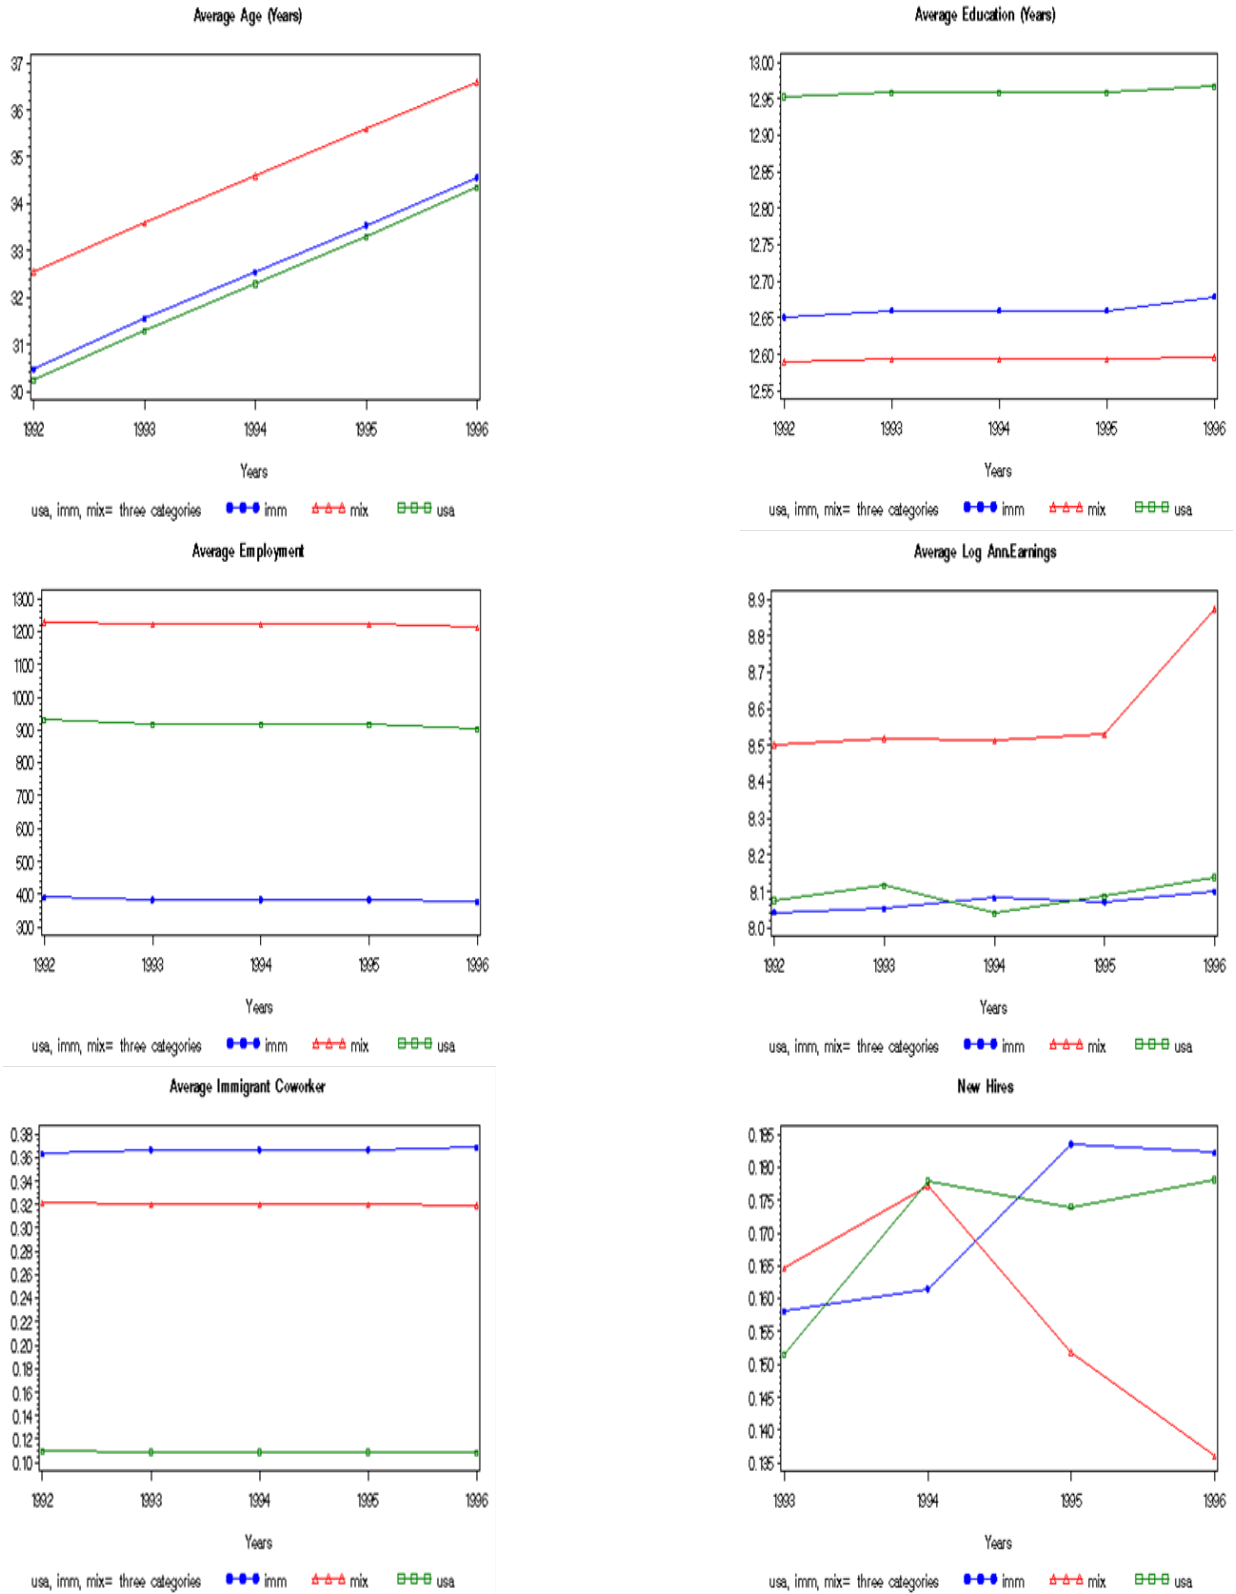 Average Age (Years)
37
36
35
34
33
32
31
30
1992 1993 1994 1995 1996
Years
usa, imm, mix= three categories imm mix usa
Average Education (Years)
13.00
12.95
12.90
12.85
12.80
12.75
12.70
12.65
12.60
12.55
1992 1993 1994 1995 1996
Years
usa, imm, mix= three categories imm mix usa
Average Employment
1300
1200
1100
1000
900
800
700
600
500
400
300
1992 1993 1994 1995 1996
Years
usa, imm, mix= three categories imm mix usa
Average Log Ann.Earnings
8.9
8.8
8.7
8.6
8.5
8.4
8.3
8.2
8.1
8.0
1992 1993 1994 1995 1996
Years
usa, imm, mix= three categories imm mix usa
Average Immigrant Coworker
0.38
0.36
0.34
0.32
0.30
0.28
0.26
0.24
0.22
0.20
0.18
0.16
0.14
0.12
0.10
1992 1993 1994 1995 1996
Years
usa, imm, mix= three categories imm mix usa
New Hires
0.185
0.180
0.175
0.170
0.165
0.160
0.155
0.150
0.145
0.140
0.135
1993 1994 1995 1996
Years
usa, imm, mix= three categories imm mix usa